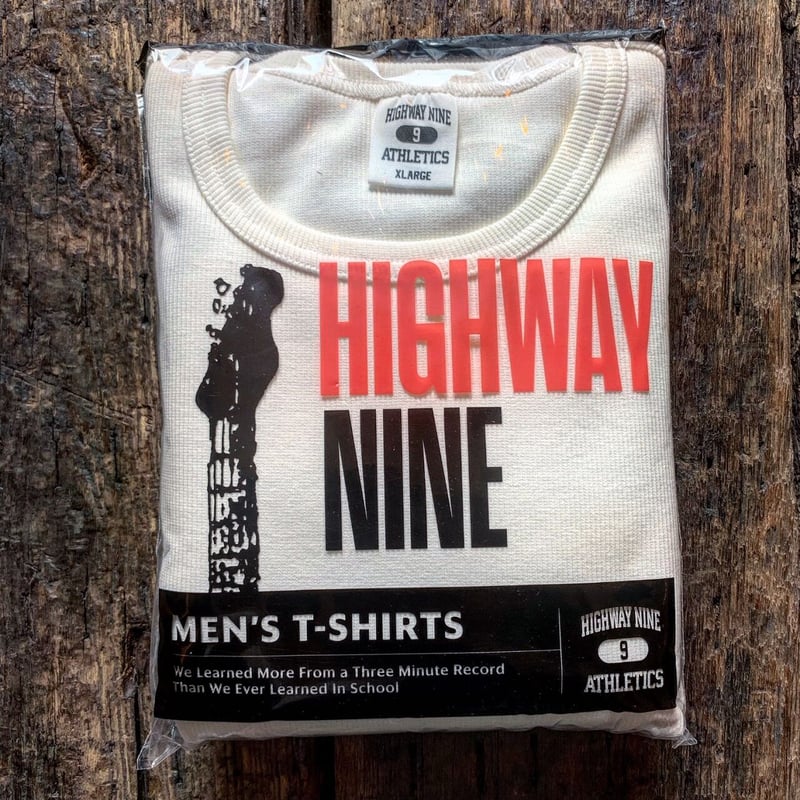 HIGHWAY NINE
9
ATHLETICS
XLARGE
HIGHWAY
NINE
MEN'S T-SHIRTS
We Learned More From a Three Minute Record
Than We Ever Learned In School
HIGHWAY NINE
9
ATHLETICS